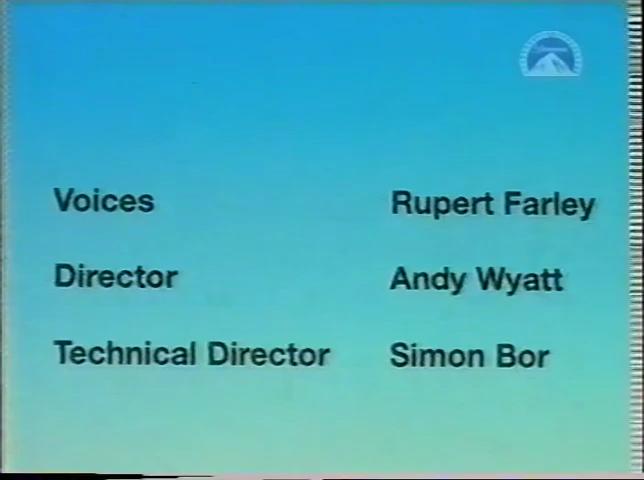 Voices Rupert Farley
Director Andy Wyatt
Technical Director Simon Bor